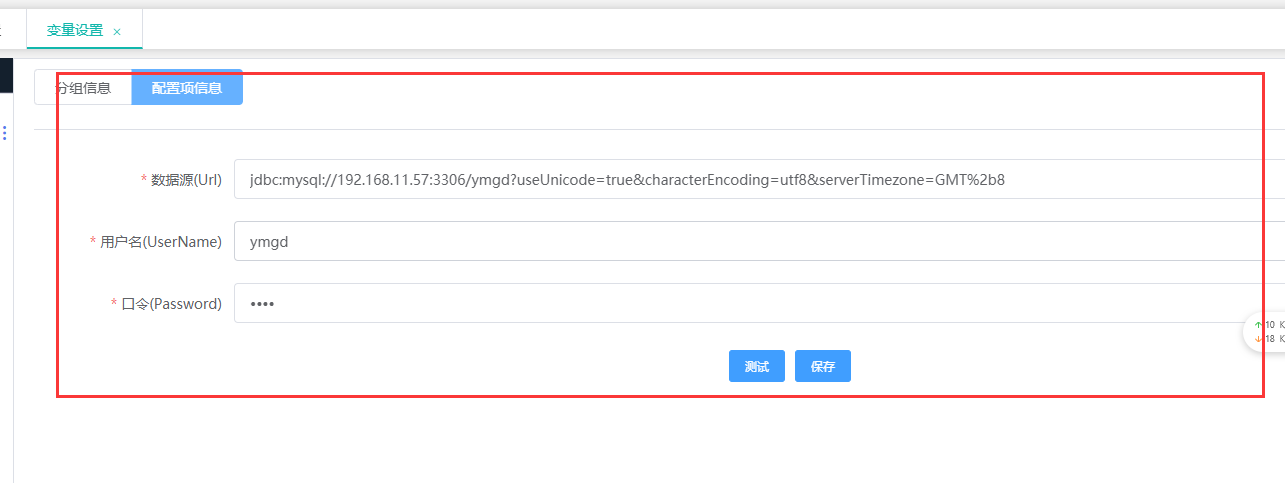 变量设置 ×
分组信息 配置项信息
* 数据源(Url) jdbc:mysql://192.168.11.57:3306/ymgd?useUnicode=true&characterEncoding=utf8&serverTimezone=GMT%2b8
* 用户名(UserName) ymgd
* 口令(Password) ••••
↑10 K
↓18 K
测试 保存